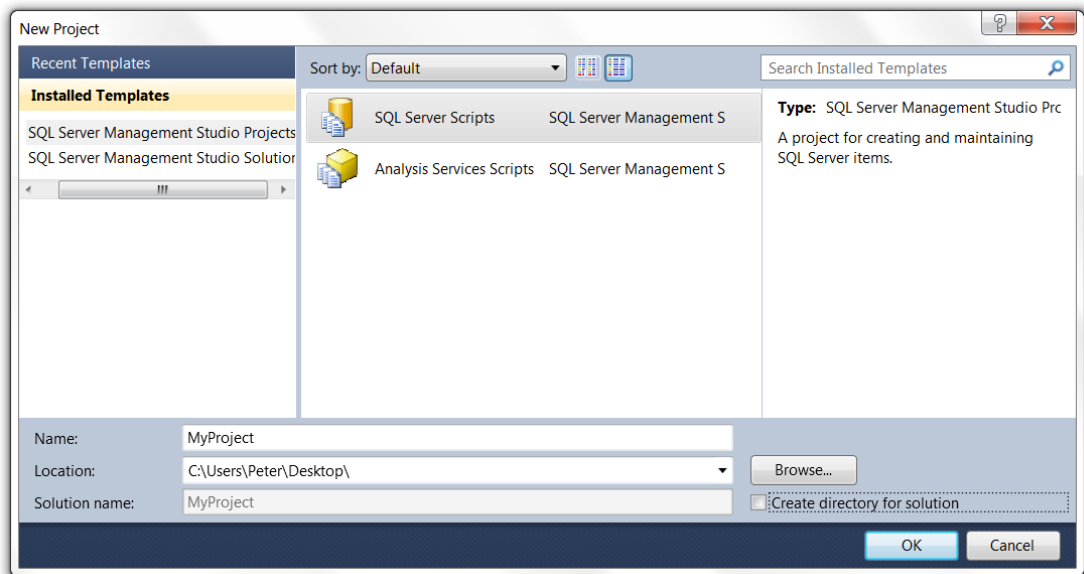 New Project
Recent Templates
Installed Templates
SQL Server Management Studio Projects
SQL Server Management Studio Solution
Sort by: Default
SQL Server Scripts SQL Server Management S
Analysis Services Scripts SQL Server Management S
Search Installed Templates
Type: SQL Server Management Studio Prc
A project for creating and maintaining
SQL Server items.
Name: MyProject
Location: C:\Users\Peter\Desktop\
Browse...
Solution name: MyProject
Create directory for solution
OK Cancel